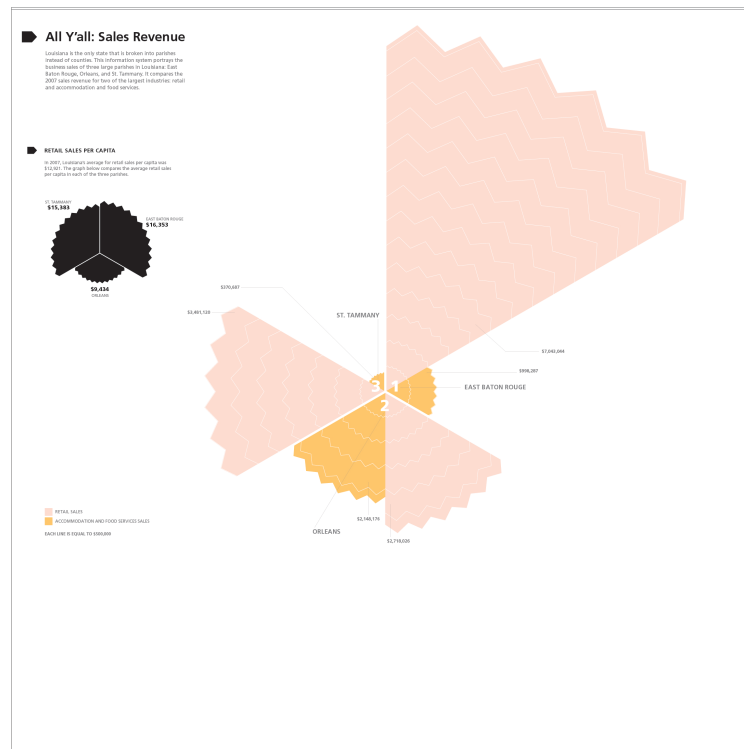 All Y'all: Sales Revenue
Louisiana is the only state that is broken into parishes
instead of counties. This information system portrays the
business sales of three large parishes in Louisiana: East
Baton Rouge, Orleans, and St. Tammany. It compares the
2007 sales revenue for two of the largest industries: retail
and accommodation and food services.
RETAIL SALES PER CAPITA
In 2007, Louisiana's average for retail sales per capita was
$12,921. The graph below compares the average retail sales
per capita in each of the three parishes.
ST. TAMMANY
$15,383
EAST BATON ROUGE
$16,353
$9,434
ORLEANS
$370,687
$3,481,120
ST. TAMMANY
$7,043,044
$998,287
EAST BATON ROUGE
3
1
2
$2,140,176
ORLEANS
$2,719,026
RETAIL SALES
ACCOMMODATION AND FOOD SERVICES SALES
EACH LINE IS EQUAL TO $500,000